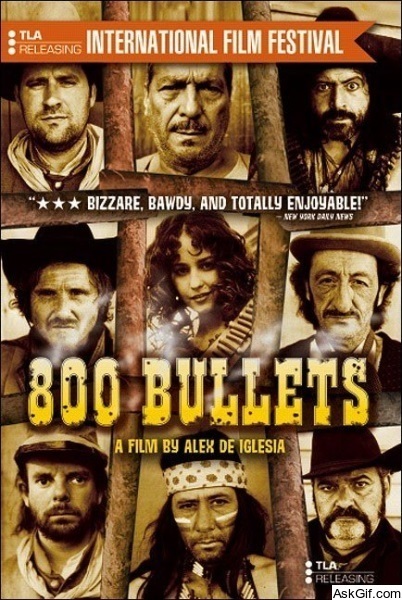 TLA
RELEASING
INTERNATIONAL FILM FESTIVAL
"★★★ BIZZARE, BAWDY, AND TOTALLY ENJOYABLE!"
— NEW YORK DAILY NEWS
800 BULLETS
A FILM BY ALEX DE IGLESIA
TLA
RELEASING
AskGif.com